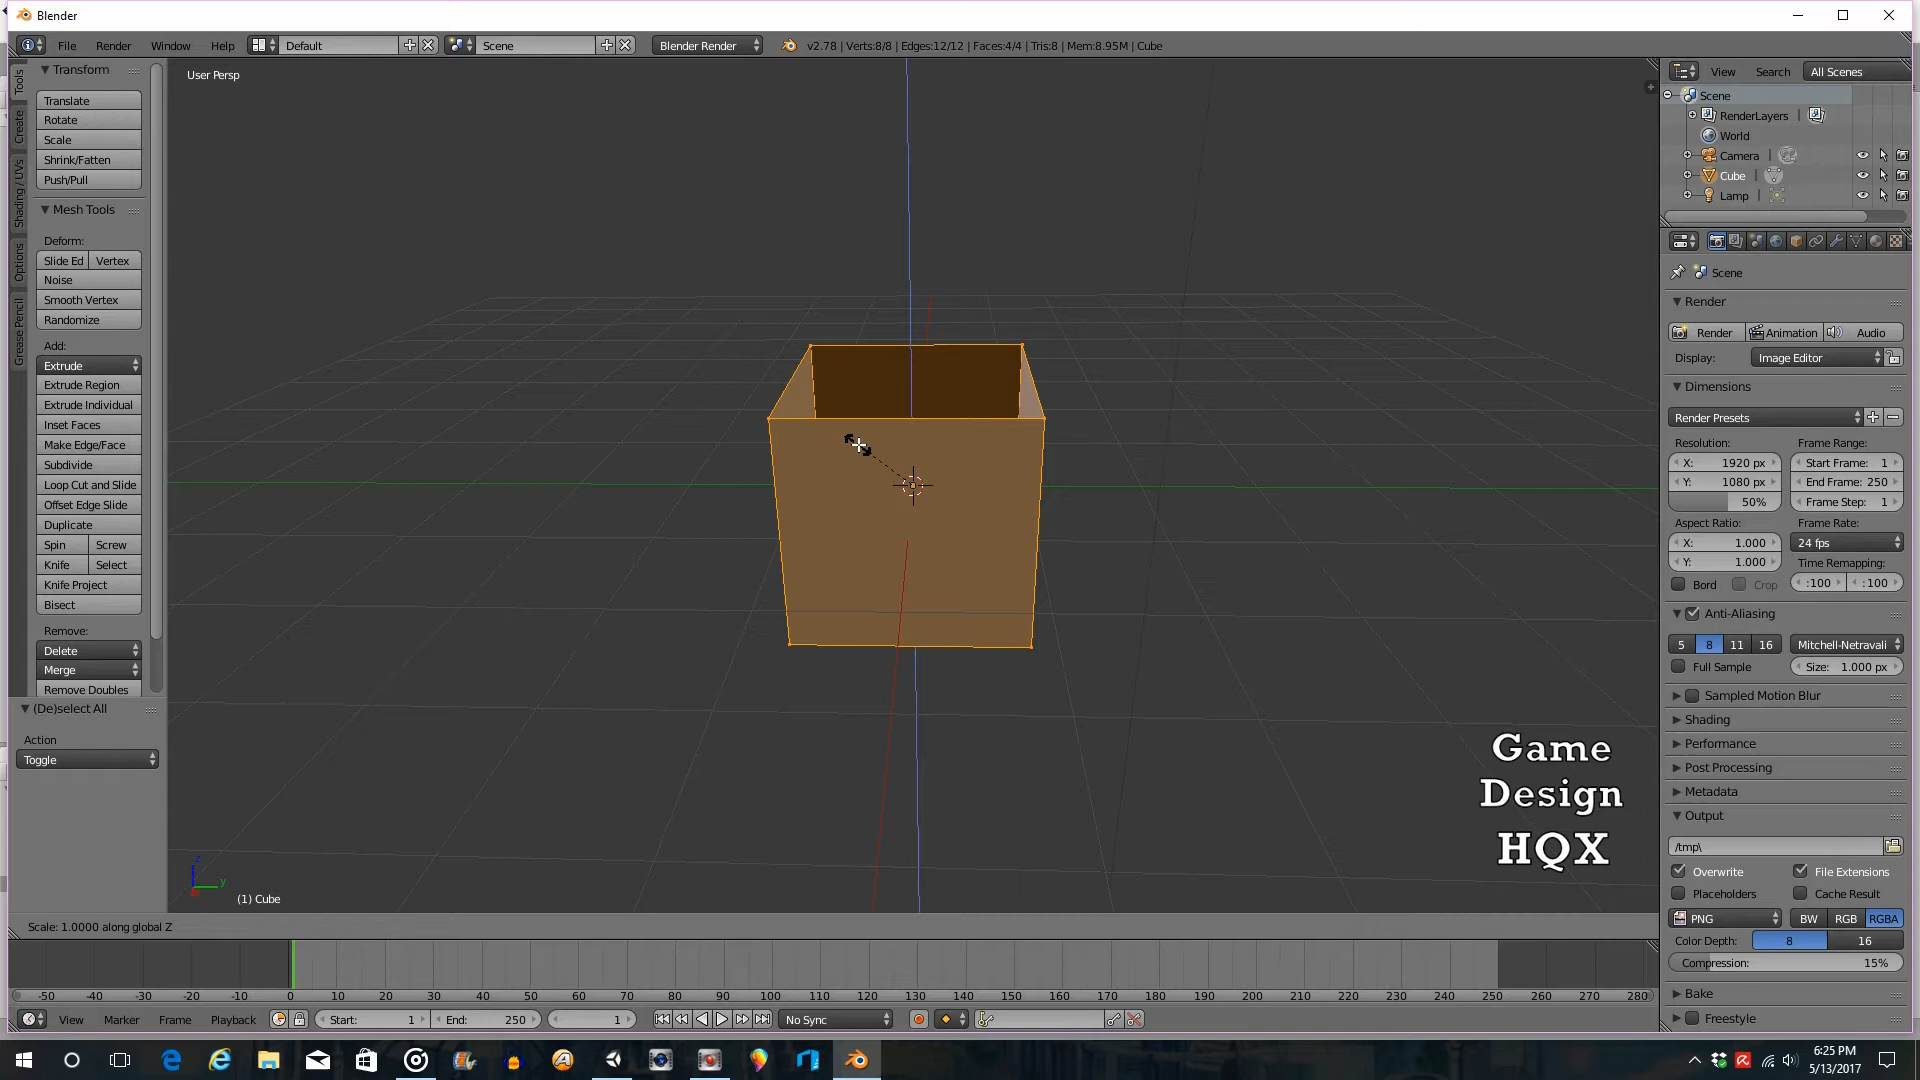 Blender
File Render Window Help Default Scene Blender Render v2.78 | Verts:8/8 | Edges:12/12 | Faces:4/4 | Tris:8 | Mem:8.95M | Cube
Tools
Create
Shading / UVs
Options
Grease Pencil
Transform
Translate
Rotate
Scale
Shrink/Fatten
Push/Pull
Mesh Tools
Deform:
Slide Ed Vertex
Noise
Smooth Vertex
Randomize
Add:
Extrude
Extrude Region
Extrude Individual
Inset Faces
Make Edge/Face
Subdivide
Loop Cut and Slide
Offset Edge Slide
Duplicate
Spin Screw
Knife Select
Knife Project
Bisect
Remove:
Delete
Merge
Remove Doubles
(De)select All
Action
Toggle
User Persp
z
y
(1) Cube
Game
Design
HQX
Scale: 1.0000 along global Z
View Search All Scenes
Scene
RenderLayers
World
Camera
Cube
Lamp
Scene
Render
Render Animation Audio
Display: Image Editor
Dimensions
Render Presets
Resolution: Frame Range:
X: 1920 px Start Frame: 1
Y: 1080 px End Frame: 250
50% Frame Step: 1
Aspect Ratio: Frame Rate:
X: 1.000 24 fps
Y: 1.000 Time Remapping:
Bord Crop :100 :100
Anti-Aliasing
5 8 11 16 Mitchell-Netravali
Full Sample Size: 1.000 px
Sampled Motion Blur
Shading
Performance
Post Processing
Metadata
Output
/tmp\
Overwrite File Extensions
Placeholders Cache Result
PNG BW RGB RGBA
Color Depth: 8 16
Compression: 15%
Bake
Freestyle
-50 -40 -30 -20 -10 0 10 20 30 40 50 60 70 80 90 100 110 120 130 140 150 160 170 180 190 200 210 220 230 240 250 260 270 280
View Marker Frame Playback Start: 1 End: 250 1 No Sync
6:25 PM
5/13/2017